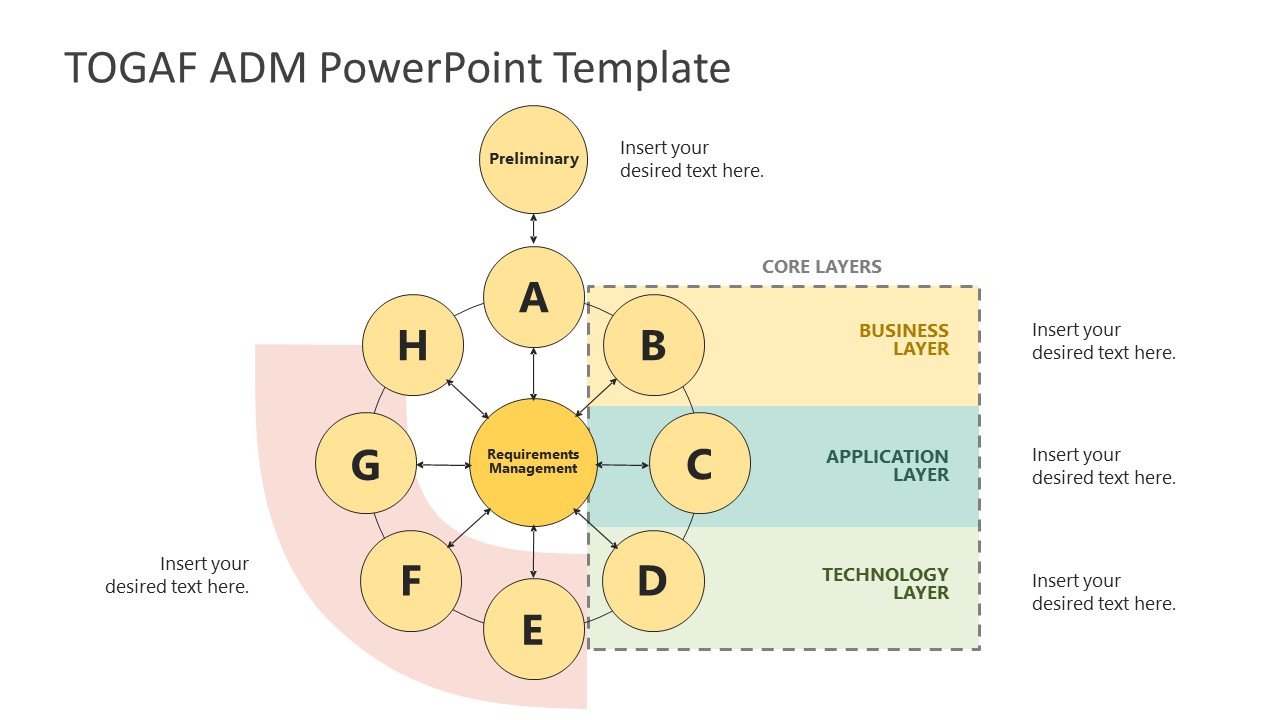 TOGAF ADM PowerPoint Template
Preliminary
Insert your
desired text here.
CORE LAYERS
A
H
B
BUSINESS
LAYER
Insert your
desired text here.
Requirements
Management
G
C
APPLICATION
LAYER
Insert your
desired text here.
Insert your
desired text here.
F
E
D
TECHNOLOGY
LAYER
Insert your
desired text here.